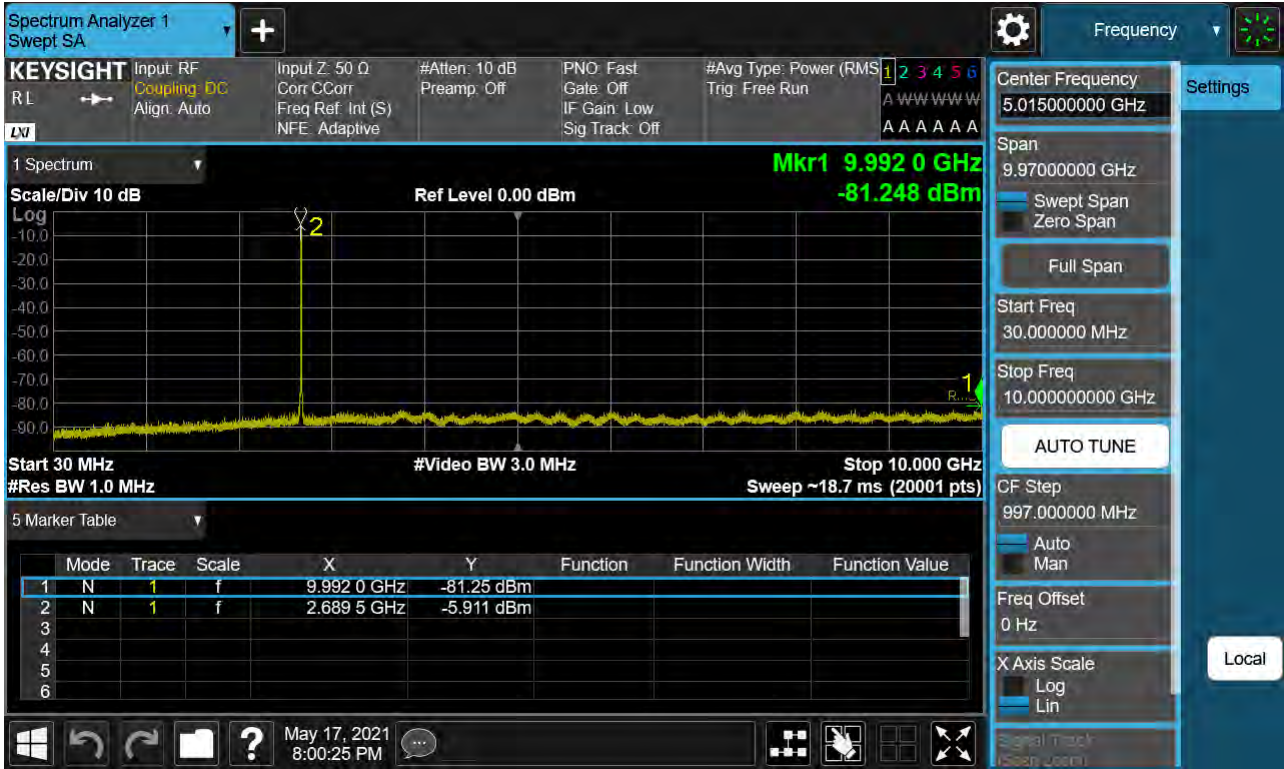 Spectrum Analyzer 1
Swept SA
Frequency
KEYSIGHT
R L
LXI
Input: RF
Coupling: DC
Align: Auto
Input Z: 50 Ω
Corr CCorr
Freq Ref: Int (S)
NFE: Adaptive
#Atten: 10 dB
Preamp: Off
PNO: Fast
Gate: Off
IF Gain: Low
Sig Track: Off
#Avg Type: Power (RMS
Trig: Free Run
1 2 3 4 5 6
A W W W W W
A A A A A A
1 Spectrum
Scale/Div 10 dB
Ref Level 0.00 dBm
Mkr1 9.992 0 GHz
-81.248 dBm
Log
-10.0
-20.0
-30.0
-40.0
-50.0
-60.0
-70.0
-80.0
-90.0
2
1
Start 30 MHz
#Res BW 1.0 MHz
#Video BW 3.0 MHz
Stop 10.000 GHz
Sweep ~18.7 ms (20001 pts)
5 Marker Table
Mode Trace Scale X Y Function Function Width Function Value
1 N 1 f 9.992 0 GHz -81.25 dBm
2 N 1 f 2.689 5 GHz -5.911 dBm
3
4
5
6
May 17, 2021
8:00:25 PM
Center Frequency
5.015000000 GHz
Settings
Span
9.97000000 GHz
Swept Span
Zero Span
Full Span
Start Freq
30.000000 MHz
Stop Freq
10.000000000 GHz
AUTO TUNE
CF Step
997.000000 MHz
Auto
Man
Freq Offset
0 Hz
X Axis Scale
Log
Lin
Signal Track
(Span Zoom)
Local